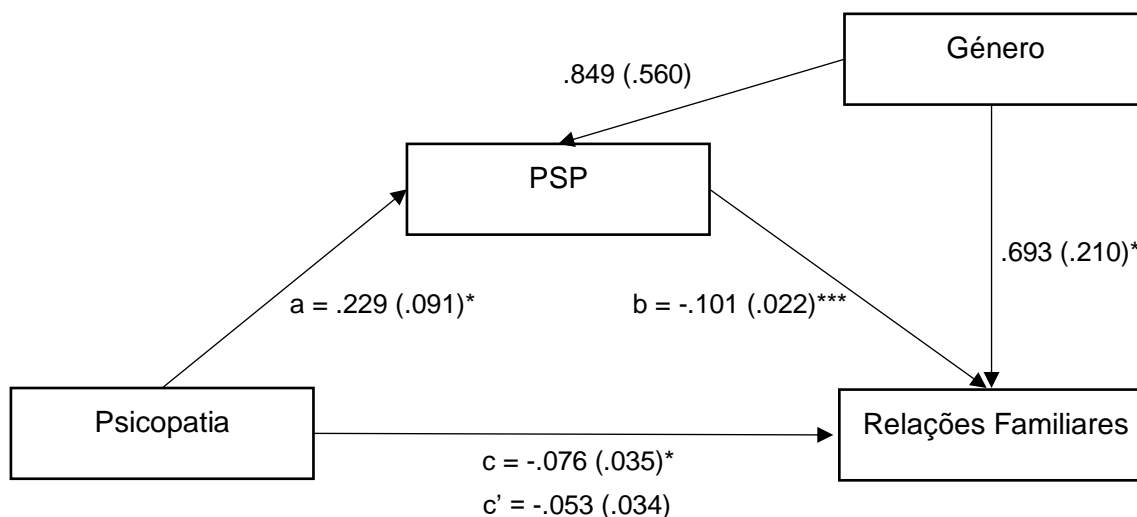 Género
.849 (.560)
PSP
.693 (.210)*
a = .229 (.091)*
b = -.101 (.022)***
Psicopatia
Relações Familiares
c = -.076 (.035)*
c’ = -.053 (.034)